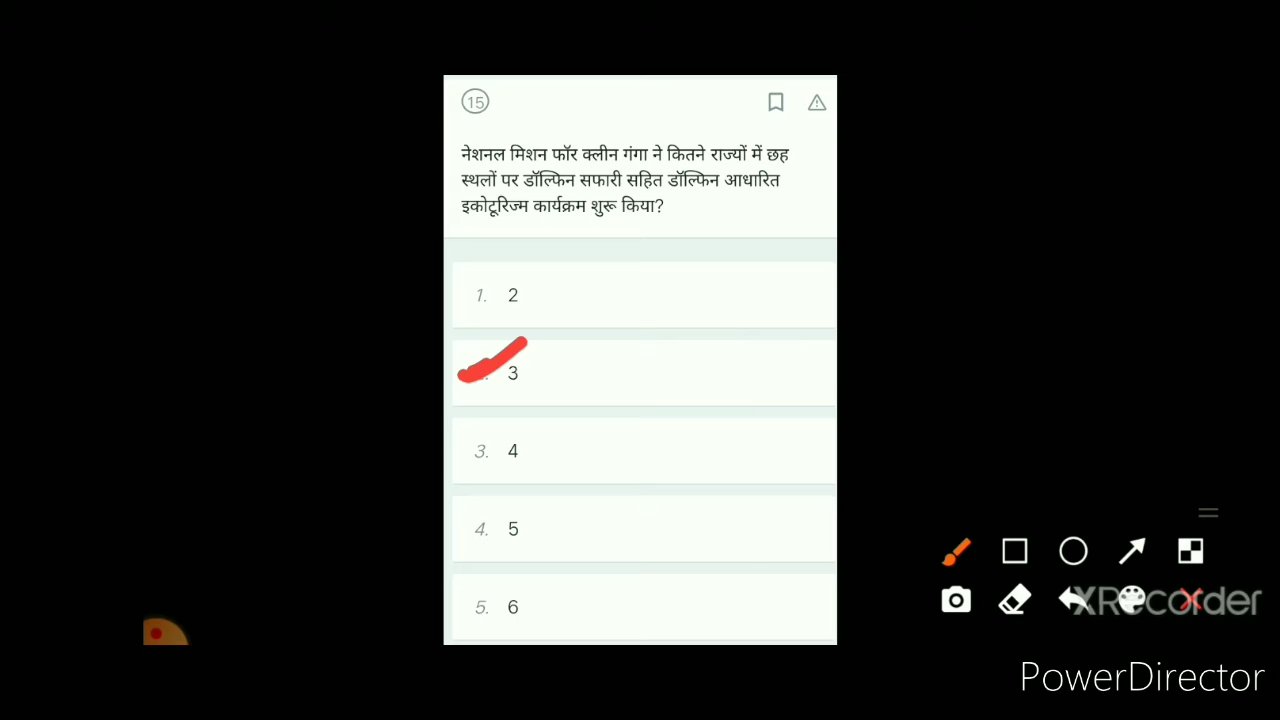 15
नेशनल मिशन फॉर क्लीन गंगा ने कितने राज्यों में छह
स्थलों पर डॉल्फिन सफारी सहित डॉल्फिन आधारित
इकोटूरिज्म कार्यक्रम शुरू किया?
1. 2
3
3. 4
4. 5
5. 6
XRecorder
PowerDirector